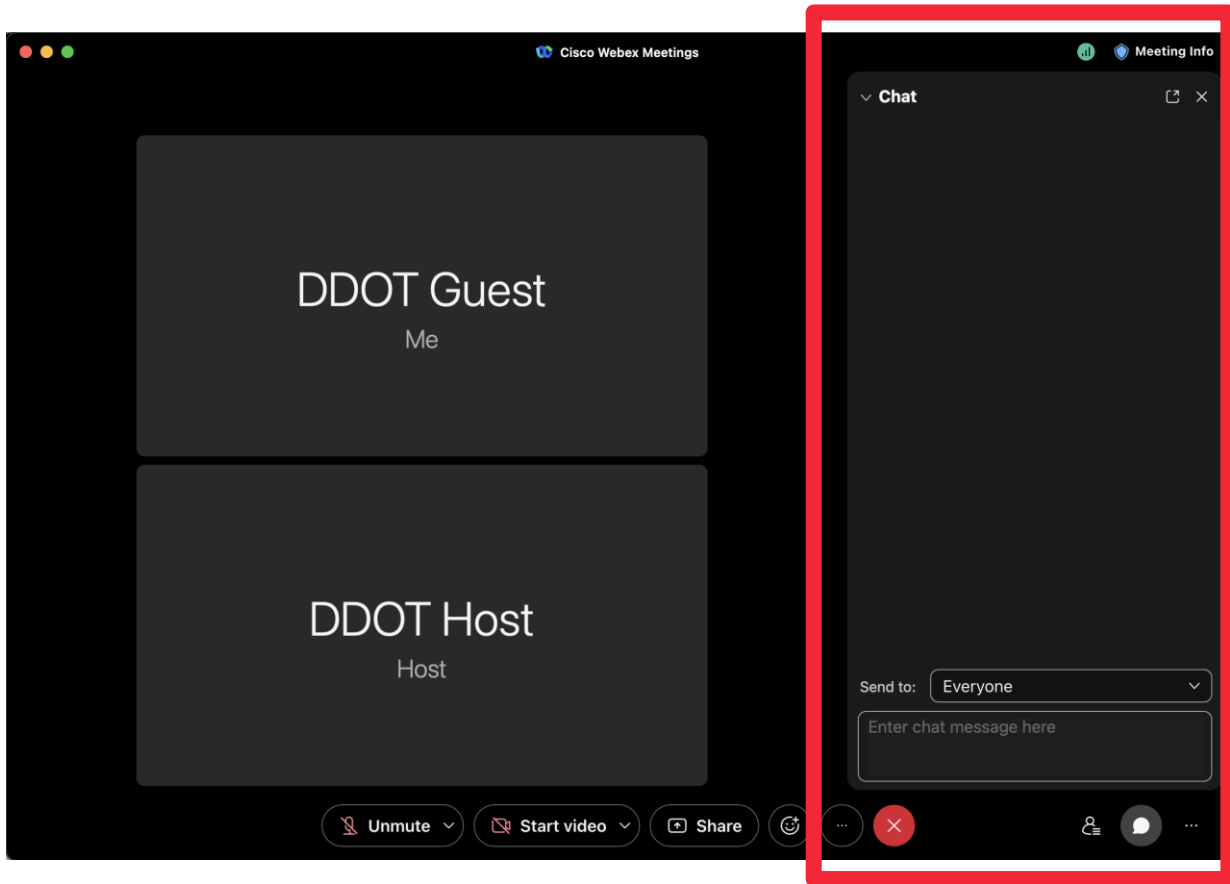 Cisco Webex Meetings
Meeting Info
Chat
DDOT Guest
Me
DDOT Host
Host
Send to: Everyone
Enter chat message here
Unmute Start video Share